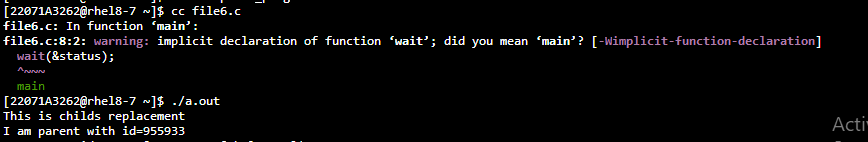 [22071A3262@rhel8-7 ~]$ cc file6.c
file6.c: In function ‘main’:
file6.c:8:2: warning: implicit declaration of function ‘wait’; did you mean ‘main’? [-Wimplicit-function-declaration]
  wait(&status);
  ^~~~
  main
[22071A3262@rhel8-7 ~]$ ./a.out
This is childs replacement
I am parent with id=955933
Activ